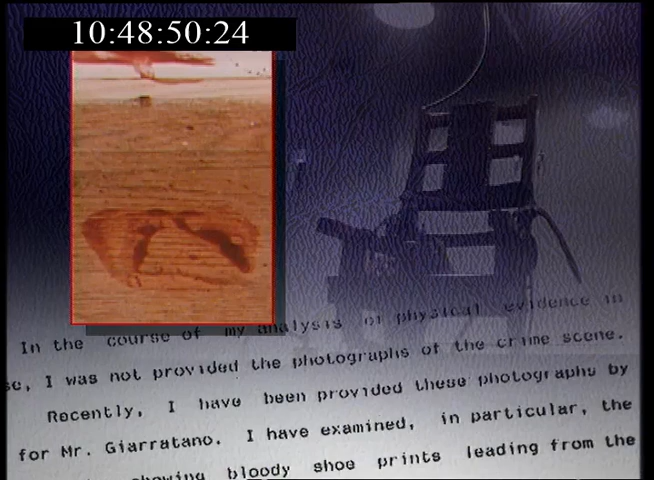 10:48:50:24
In the course of my analysis of physical evidence in
se, I was not provided the photographs of the crime scene.
Recently, I have been provided these photographs by
for Mr. Giarratano. I have examined, in particular, the
showing bloody shoe prints leading from the